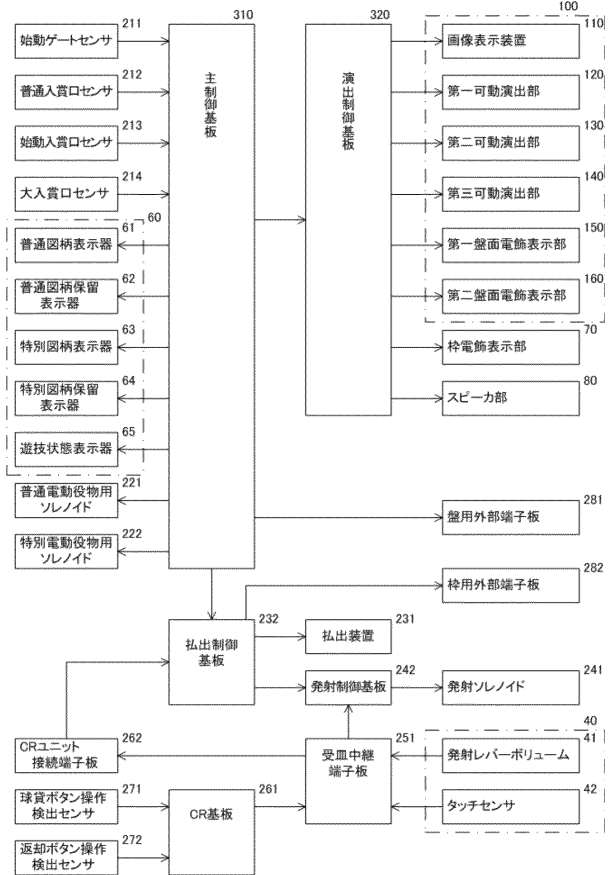 310
320
100
211
始動ゲートセンサ
主制御基板
演出制御基板
110
画像表示装置
212
普通入賞口センサ
120
第一可動演出部
213
始動入賞口センサ
130
第二可動演出部
214
大入賞口センサ
140
第三可動演出部
60
61
普通図柄表示器
150
第一盤面電飾表示部
62
普通図柄保留
表示器
160
第二盤面電飾表示部
63
特別図柄表示器
70
枠電飾表示部
64
特別図柄保留
表示器
80
スピーカ部
65
遊技状態表示器
221
普通電動役物用
ソレノイド
281
盤用外部端子板
222
特別電動役物用
ソレノイド
282
枠用外部端子板
232
払出制御
基板
231
払出装置
242
発射制御基板
241
発射ソレノイド
40
262
CRユニット
接続端子板
251
受皿中継
端子板
41
発射レバーボリューム
271
球貸ボタン操作
検出センサ
261
CR基板
42
タッチセンサ
272
返却ボタン操作
検出センサ